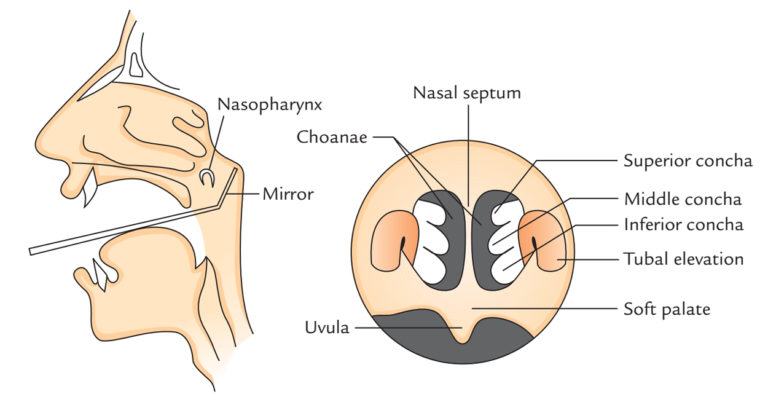 Nasopharynx
Mirror
Nasal septum
Choanae
Superior concha
Middle concha
Inferior concha
Tubal elevation
Soft palate
Uvula